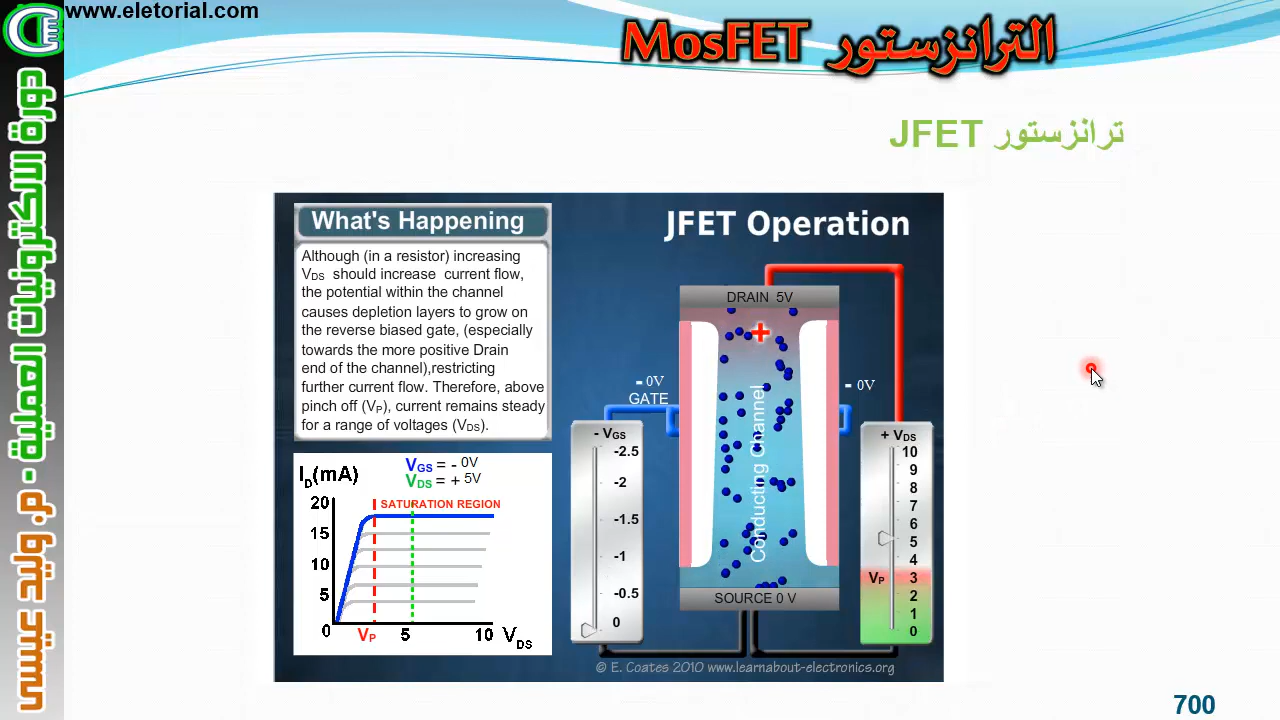 www.eletorial.com
الترانزستور MosFET
ترانزستور JFET
دورة الالكترونيات العملية - م. وليد عيسى
What's Happening
Although (in a resistor) increasing
VDS should increase current flow,
the potential within the channel
causes depletion layers to grow on
the reverse biased gate, (especially
towards the more positive Drain
end of the channel),restricting
further current flow. Therefore, above
pinch off (VP), current remains steady
for a range of voltages (VDS).
JFET Operation
DRAIN 5V
+
- 0V
GATE
- 0V
Conducting Channel
SOURCE 0 V
- VGS
-2.5
-2
-1.5
-1
-0.5
0
+ VDS
10
9
8
7
6
5
4
VP 3
2
1
0
ID(mA)
VGS = - 0V
VDS = + 5V
SATURATION REGION
20
15
10
5
0
VP 5 10 VDS
© E. Coates 2010 www.learnabout-electronics.org
700